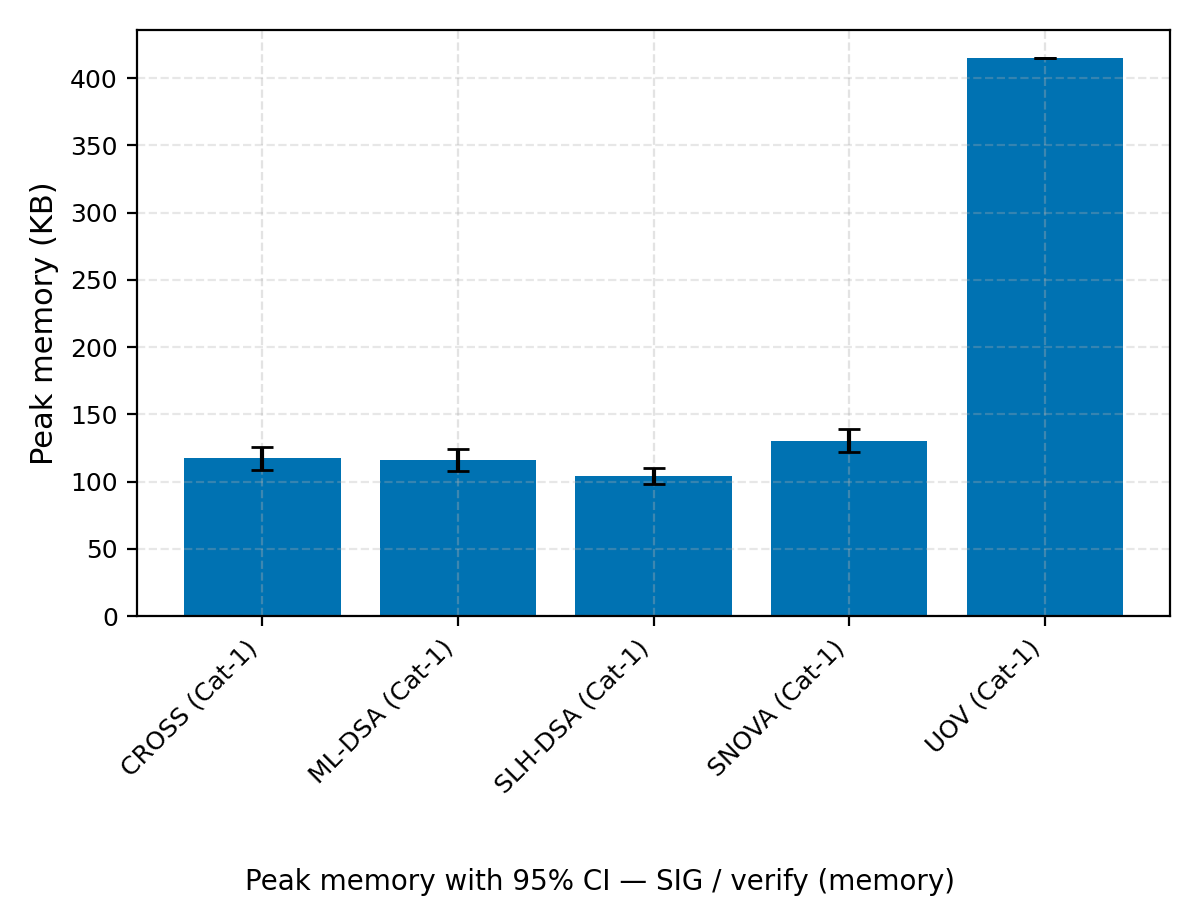 Peak memory (KB)
400
350
300
250
200
150
100
50
0
CROSS (Cat-1)
ML-DSA (Cat-1)
SLH-DSA (Cat-1)
SNOVA (Cat-1)
UOV (Cat-1)
Peak memory with 95% CI — SIG / verify (memory)